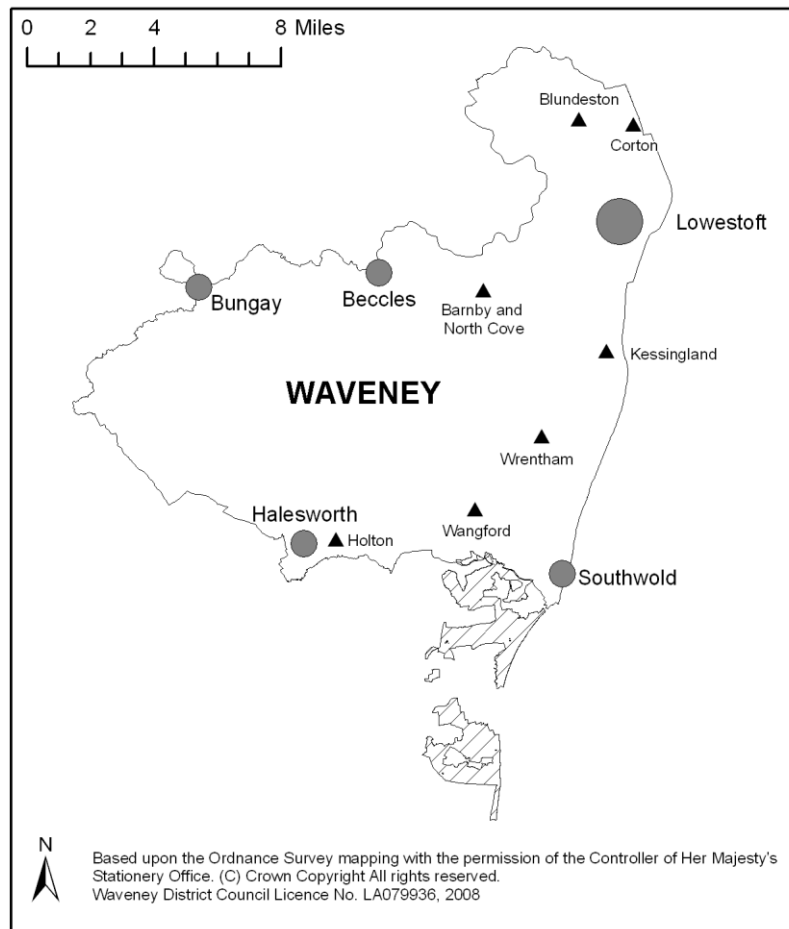 0 2 4 8 Miles
Blundeston
Corton
Lowestoft
Beccles
Bungay
Barnby and
North Cove
Kessingland
WAVENEY
Wrentham
Halesworth
Wangford
Holton
Southwold
N
Based upon the Ordnance Survey mapping with the permission of the Controller of Her Majesty's
Stationery Office. (C) Crown Copyright All rights reserved.
Waveney District Council Licence No. LA079936, 2008